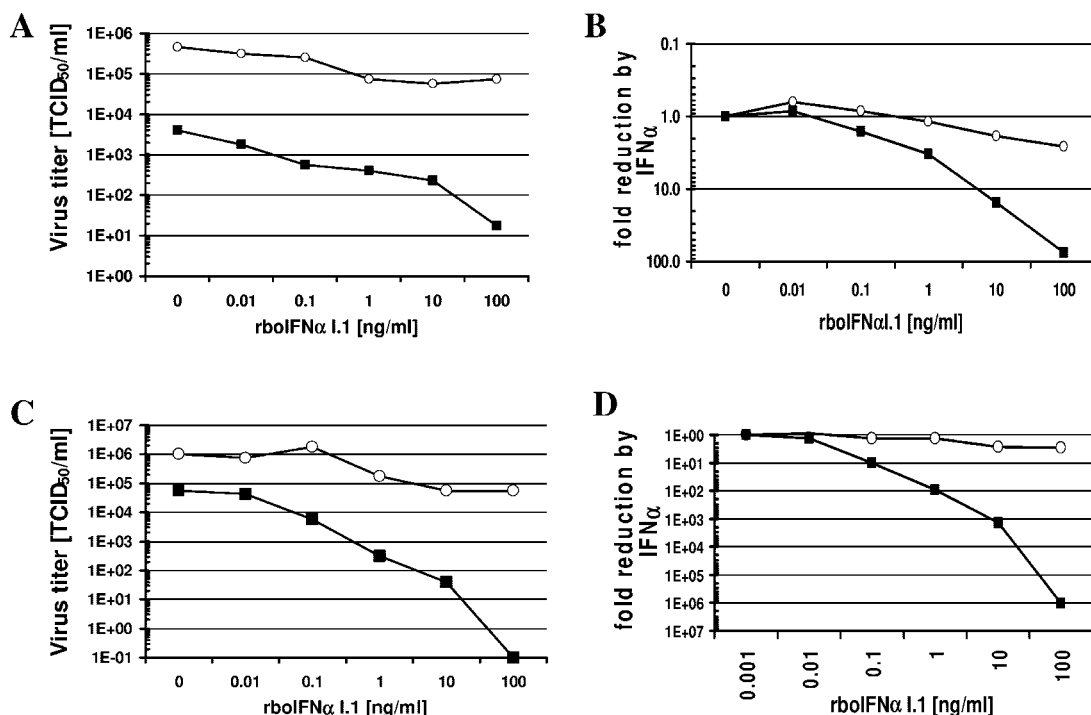 A
Virus titer [TCID50/ml]
1E+06
1E+05
1E+04
1E+03
1E+02
1E+01
1E+00
0 0.01 0.1 1 10 100
rboIFNα I.1 [ng/ml]
B
fold reduction by
IFNα
0.1
1.0
10.0
100.0
0 0.01 0.1 1 10 100
rboIFNαI.1 [ng/ml]
C
Virus titer [TCID50/ml]
1E+07
1E+06
1E+05
1E+04
1E+03
1E+02
1E+01
1E+00
1E-01
0 0.01 0.1 1 10 100
rboIFNα I.1 [ng/ml]
D
fold reduction by
IFNα
1E+00
1E+01
1E+02
1E+03
1E+04
1E+05
1E+06
1E+07
0.001 0.01 0.1 1 10 100
rboIFNα I.1 [ng/ml]